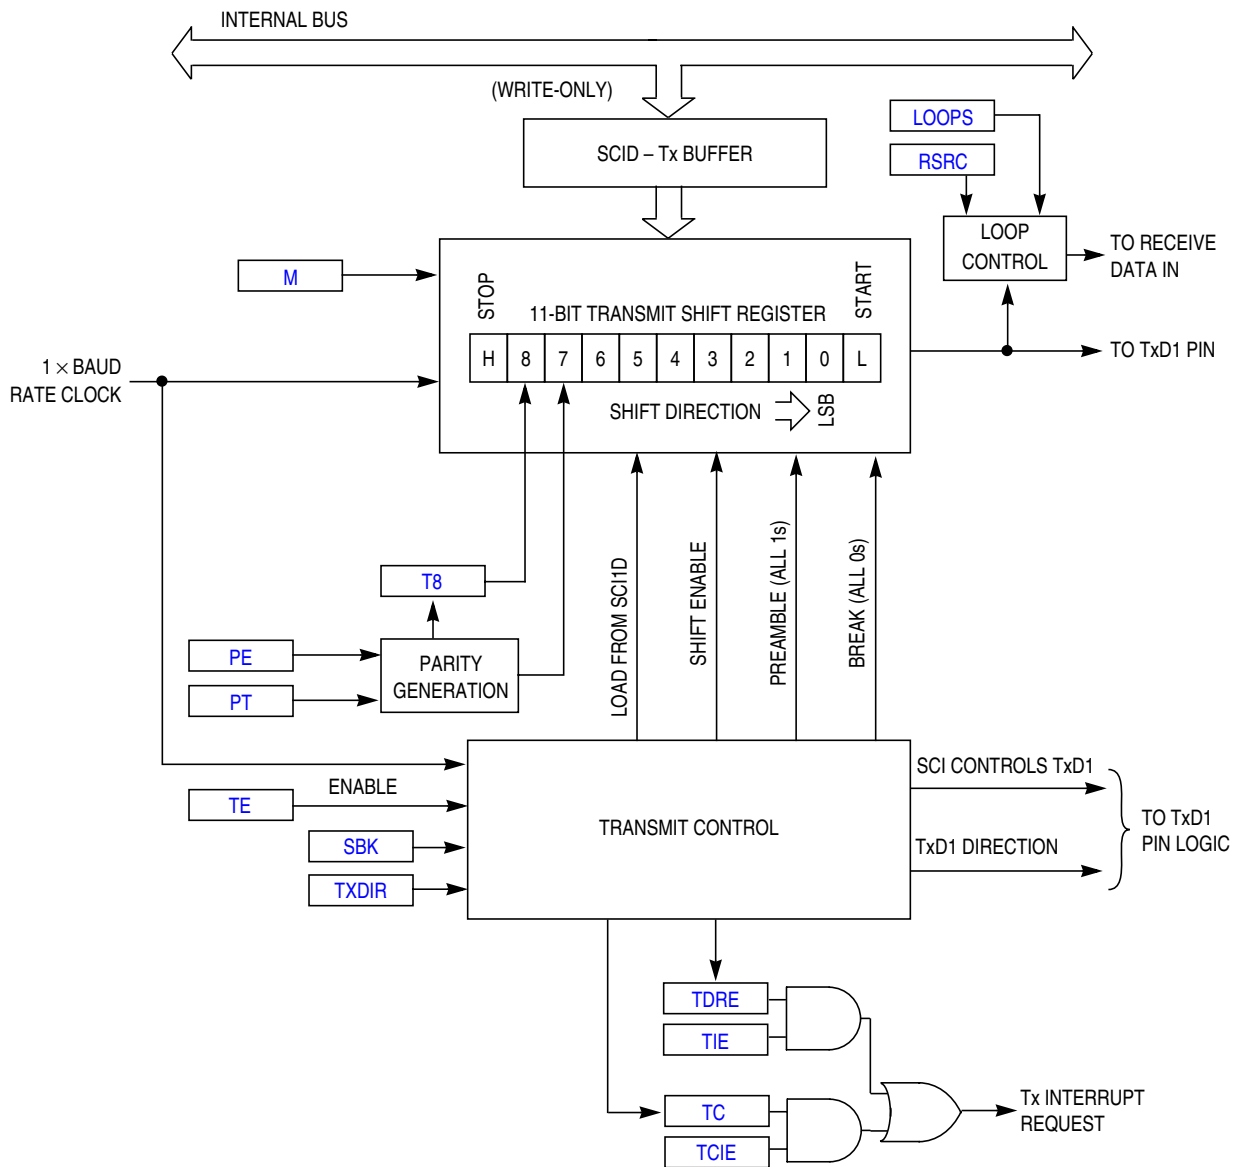 INTERNAL BUS
(WRITE-ONLY)
SCID – Tx BUFFER
LOOPS
RSRC
LOOP
CONTROL
TO RECEIVE
DATA IN
M
STOP
11-BIT TRANSMIT SHIFT REGISTER
START
H 8 7 6 5 4 3 2 1 0 L
TO TxD1 PIN
1 × BAUD
RATE CLOCK
SHIFT DIRECTION
LSB
T8
PE
PT
PARITY
GENERATION
LOAD FROM SCI1D
SHIFT ENABLE
PREAMBLE (ALL 1s)
BREAK (ALL 0s)
ENABLE
TE
SBK
TXDIR
TRANSMIT CONTROL
SCI CONTROLS TxD1
TxD1 DIRECTION
TO TxD1
PIN LOGIC
TDRE
TIE
TC
TCIE
Tx INTERRUPT
REQUEST